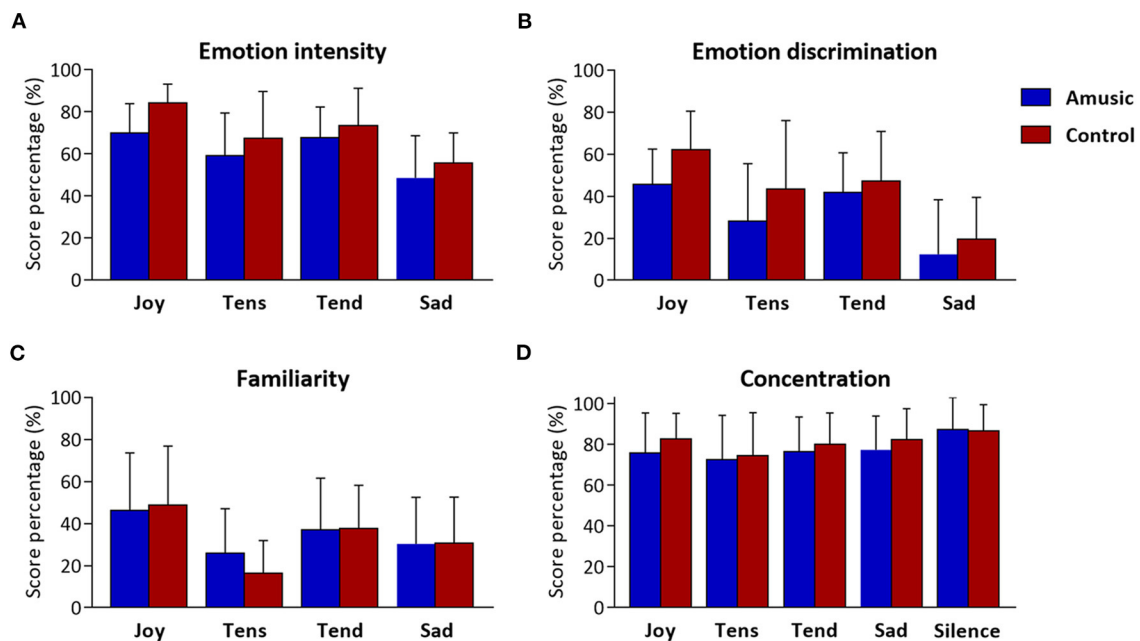 A
Emotion intensity
Score percentage (%)
100
80
60
40
20
0
Joy Tens Tend Sad
B
Emotion discrimination
Score percentage (%)
100
80
60
40
20
0
Joy Tens Tend Sad
Amusic
Control
C
Familiarity
Score percentage (%)
100
80
60
40
20
0
Joy Tens Tend Sad
D
Concentration
Score percentage (%)
100
80
60
40
20
0
Joy Tens Tend Sad Silence